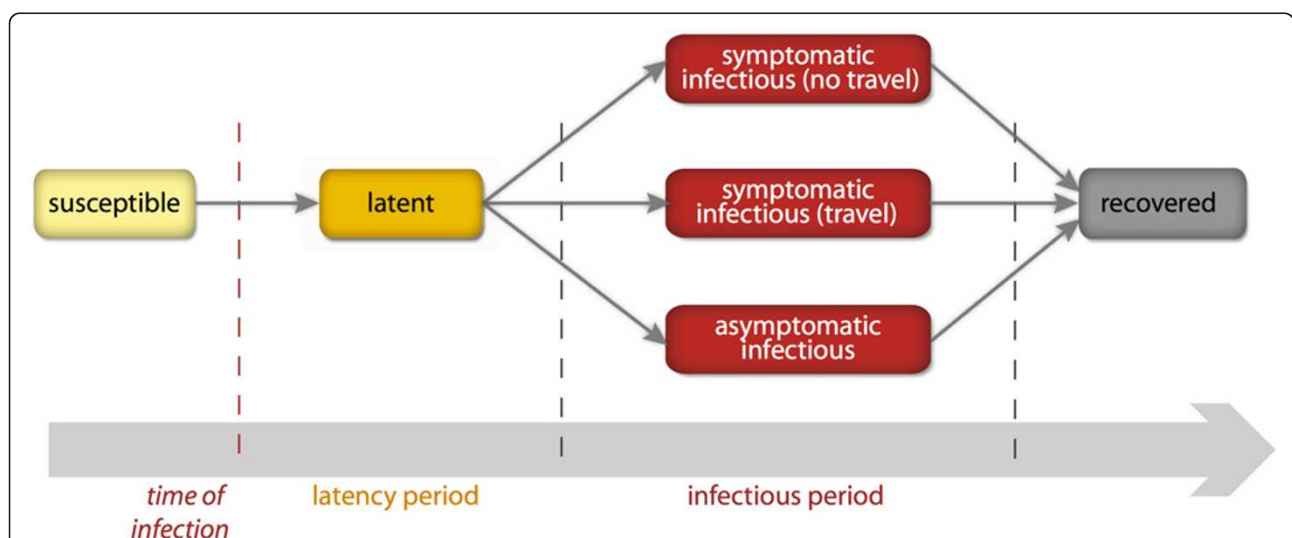 symptomatic
infectious (no travel)
susceptible
latent
symptomatic
infectious (travel)
recovered
asymptomatic
infectious
time of
infection
latency period
infectious period